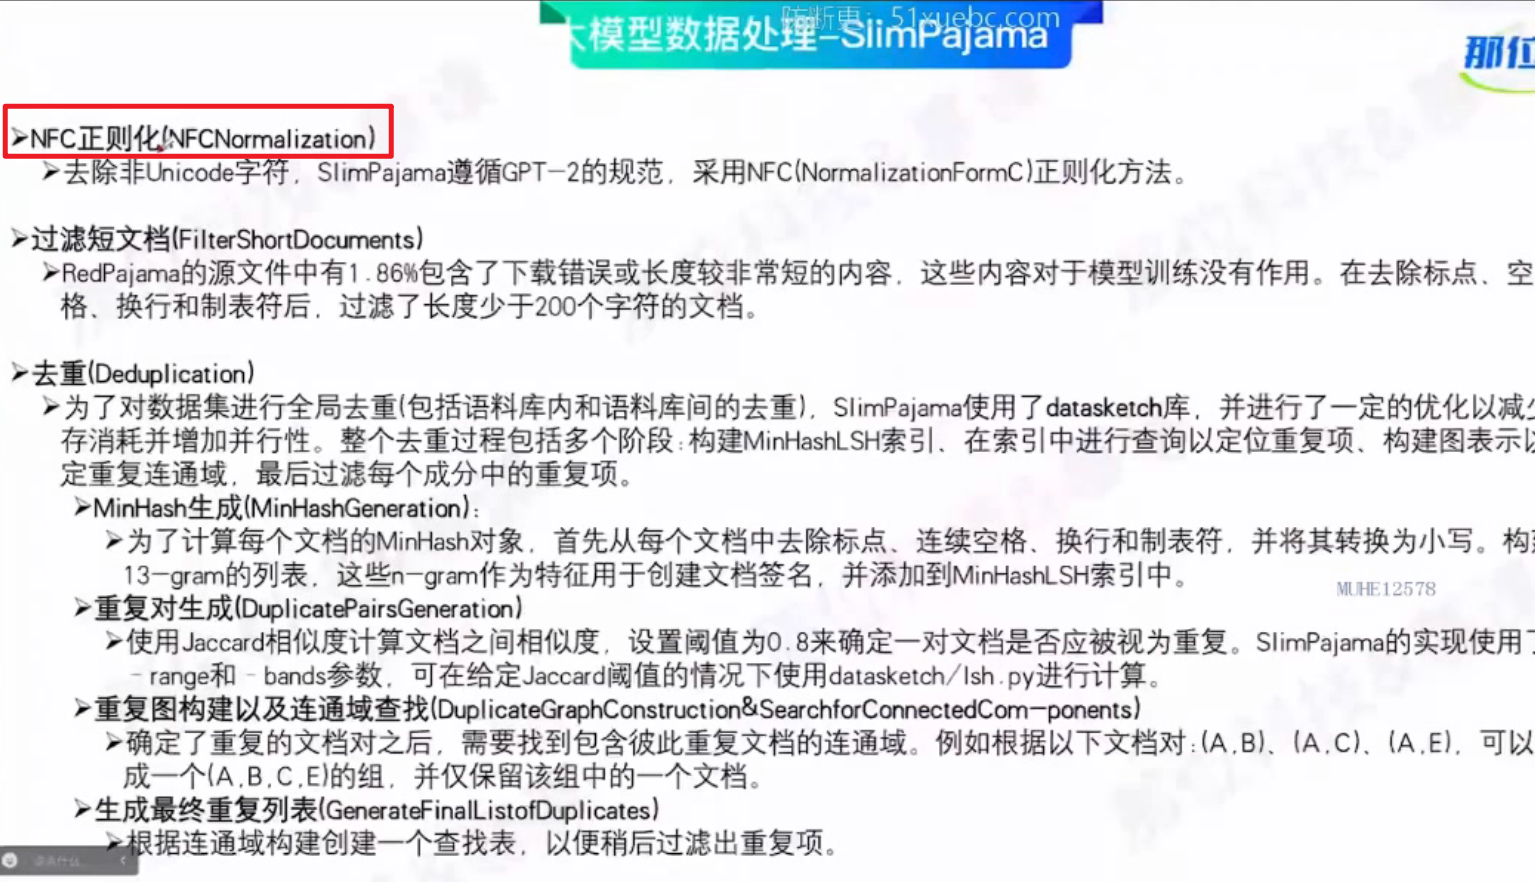 防断更：51xuebc.com
大模型数据处理-SlimPajama
那位
➢NFC正则化(NFCNormalization)
➢去除非Unicode字符，SlimPajama遵循GPT-2的规范，采用NFC(NormalizationFormC)正则化方法。
➢过滤短文档(FilterShortDocuments)
➢RedPajama的源文件中有1.86%包含了下载错误或长度较非常短的内容，这些内容对于模型训练没有作用。在去除标点、空
格、换行和制表符后，过滤了长度少于200个字符的文档。
➢去重(Deduplication)
➢为了对数据集进行全局去重(包括语料库内和语料库间的去重)，SlimPajama使用了datasketch库，并进行了一定的优化以减少
存消耗并增加并行性。整个去重过程包括多个阶段:构建MinHashLSH索引、在索引中进行查询以定位重复项、构建图表示以
定重复连通域，最后过滤每个成分中的重复项。
➢MinHash生成(MinHashGeneration)：
➢为了计算每个文档的MinHash对象，首先从每个文档中去除标点、连续空格、换行和制表符，并将其转换为小写。构建
13-gram的列表，这些n-gram作为特征用于创建文档签名，并添加到MinHashLSH索引中。
MUHE12578
➢重复对生成(DuplicatePairsGeneration)
➢使用Jaccard相似度计算文档之间相似度，设置阈值为0.8来确定一对文档是否应被视为重复。SlimPajama的实现使用了
–range和–bands参数，可在给定Jaccard阈值的情况下使用datasketch/lsh.py进行计算。
➢重复图构建以及连通域查找(DuplicateGraphConstruction&SearchforConnectedCom-ponents)
➢确定了重复的文档对之后，需要找到包含彼此重复文档的连通域。例如根据以下文档对:(A,B)、(A,C)、(A,E)，可以
成一个(A,B,C,E)的组，并仅保留该组中的一个文档。
➢生成最终重复列表(GenerateFinalListofDuplicates)
➢根据连通域构建创建一个查找表，以便稍后过滤出重复项。